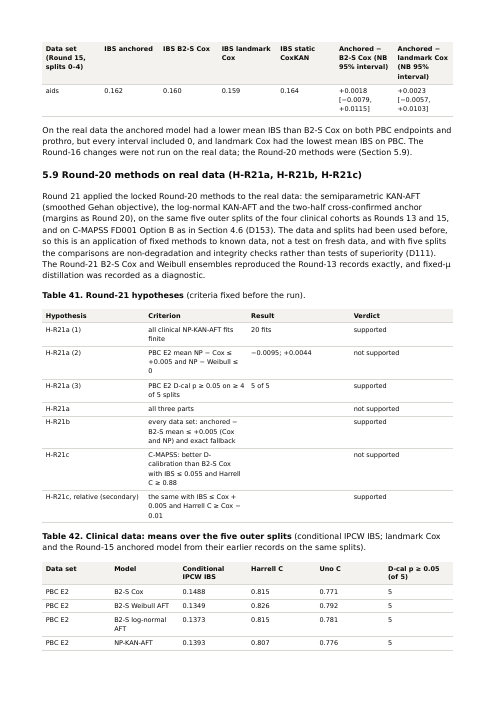 Data set (Round 15, splits 0–4) | IBS anchored | IBS B2-S Cox | IBS landmark Cox | IBS static CoxKAN | Anchored − B2-S Cox (NB 95% interval) | Anchored − landmark Cox (NB 95% interval)
aids | 0.162 | 0.160 | 0.159 | 0.164 | +0.0018 [−0.0079, +0.0115] | +0.0023 [−0.0057, +0.0103]
On the real data the anchored model had a lower mean IBS than B2-S Cox on both PBC endpoints and
prothro, but every interval included 0, and landmark Cox had the lowest mean IBS on PBC. The
Round-16 changes were not run on the real data; the Round-20 methods were (Section 5.9).
5.9 Round-20 methods on real data (H-R21a, H-R21b, H-R21c)
Round 21 applied the locked Round-20 methods to the real data: the semiparametric KAN-AFT
(smoothed Gehan objective), the log-normal KAN-AFT and the two-half cross-confirmed anchor
(margins as Round 20), on the same five outer splits of the four clinical cohorts as Rounds 13 and 15,
and on C-MAPSS FD001 Option B as in Section 4.6 (D153). The data and splits had been used before,
so this is an application of fixed methods to known data, not a test on fresh data, and with five splits
the comparisons are non-degradation and integrity checks rather than tests of superiority (D111).
The Round-21 B2-S Cox and Weibull ensembles reproduced the Round-13 records exactly, and fixed-μ
distillation was recorded as a diagnostic.
Table 41. Round-21 hypotheses (criteria fixed before the run).
Hypothesis | Criterion | Result | Verdict
H-R21a (1) | all clinical NP-KAN-AFT fits finite | 20 fits | supported
H-R21a (2) | PBC E2 mean NP − Cox ≤ +0.005 and NP − Weibull ≤ 0 | −0.0095; +0.0044 | not supported
H-R21a (3) | PBC E2 D-cal p ≥ 0.05 on ≥ 4 of 5 splits | 5 of 5 | supported
H-R21a | all three parts | | not supported
H-R21b | every data set: anchored − B2-S mean ≤ +0.005 (Cox and NP) and exact fallback | | supported
H-R21c | C-MAPSS: better D-calibration than B2-S Cox with IBS ≤ 0.055 and Harrell C ≥ 0.88 | | not supported
H-R21c, relative (secondary) | the same with IBS ≤ Cox + 0.005 and Harrell C ≥ Cox − 0.01 | | supported
Table 42. Clinical data: means over the five outer splits (conditional IPCW IBS; landmark Cox
and the Round-15 anchored model from their earlier records on the same splits).
Data set | Model | Conditional IPCW IBS | Harrell C | Uno C | D-cal p ≥ 0.05 (of 5)
PBC E2 | B2-S Cox | 0.1488 | 0.815 | 0.771 | 5
PBC E2 | B2-S Weibull AFT | 0.1349 | 0.826 | 0.792 | 5
PBC E2 | B2-S log-normal AFT | 0.1373 | 0.815 | 0.781 | 5
PBC E2 | NP-KAN-AFT | 0.1393 | 0.807 | 0.776 | 5